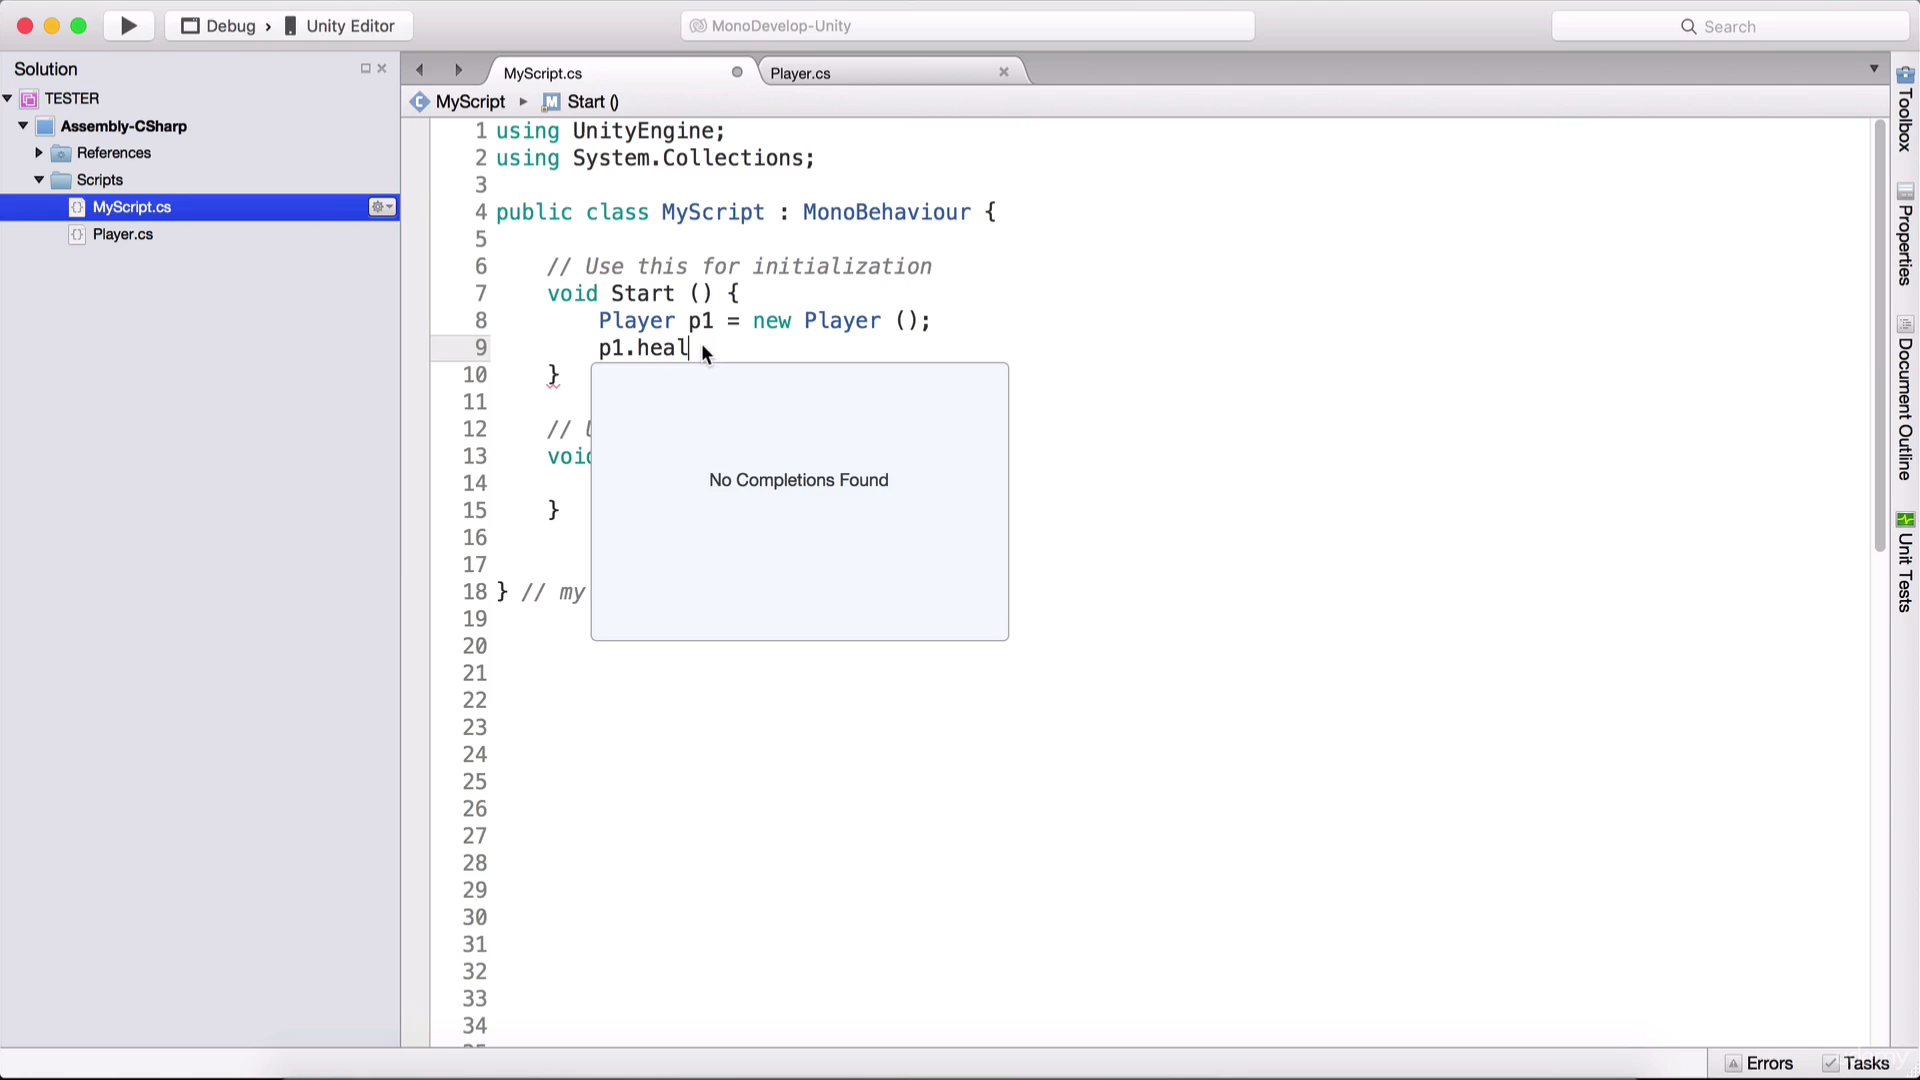 Debug > Unity Editor
MonoDevelop-Unity
Search
Solution
TESTER
Assembly-CSharp
References
Scripts
MyScript.cs
Player.cs
MyScript.cs
Player.cs
MyScript ▸ Start ()
1 using UnityEngine;
2 using System.Collections;
3
4 public class MyScript : MonoBehaviour {
5
6 // Use this for initialization
7 void Start () {
8 Player p1 = new Player ();
9 p1.heal
10 }
11
12 //
13 void
14
15 }
16
17
18 } // my
19
20
21
22
23
24
25
26
27
28
29
30
31
32
33
34
No Completions Found
Toolbox
Properties
Document Outline
Unit Tests
Errors
Tasks